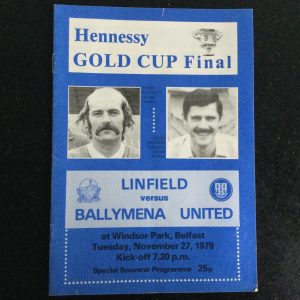 Hennessy
GOLD CUP Final
LINFIELD
versus
BALLYMENA UNITED
at Windsor Park, Belfast
Tuesday, November 27, 1979
Kick-off 7.30 p.m.
Special Souvenir Programme 25p